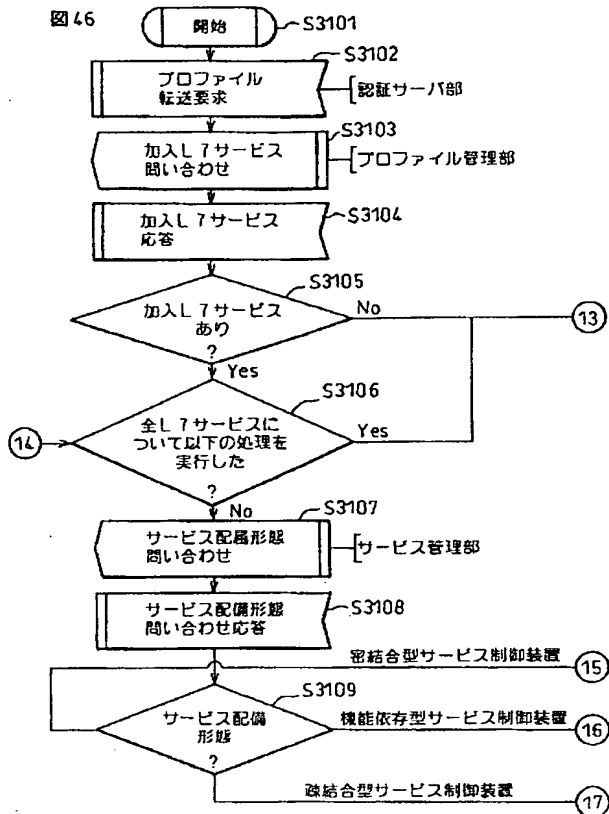 図46
開始
S3101
S3102
プロファイル
転送要求
認証サーバ部
S3103
加入L7サービス
問い合わせ
プロファイル管理部
S3104
加入L7サービス
応答
S3105
加入L7サービス
あり
?
No
13
Yes
S3106
14
全L7サービスに
ついて以下の処理を
実行した
?
Yes
No
S3107
サービス配属形態
問い合わせ
サービス管理部
S3108
サービス配備形態
問い合わせ応答
密結合型サービス制御装置
15
S3109
サービス配備
形態
?
機能依存型サービス制御装置
16
疎結合型サービス制御装置
17